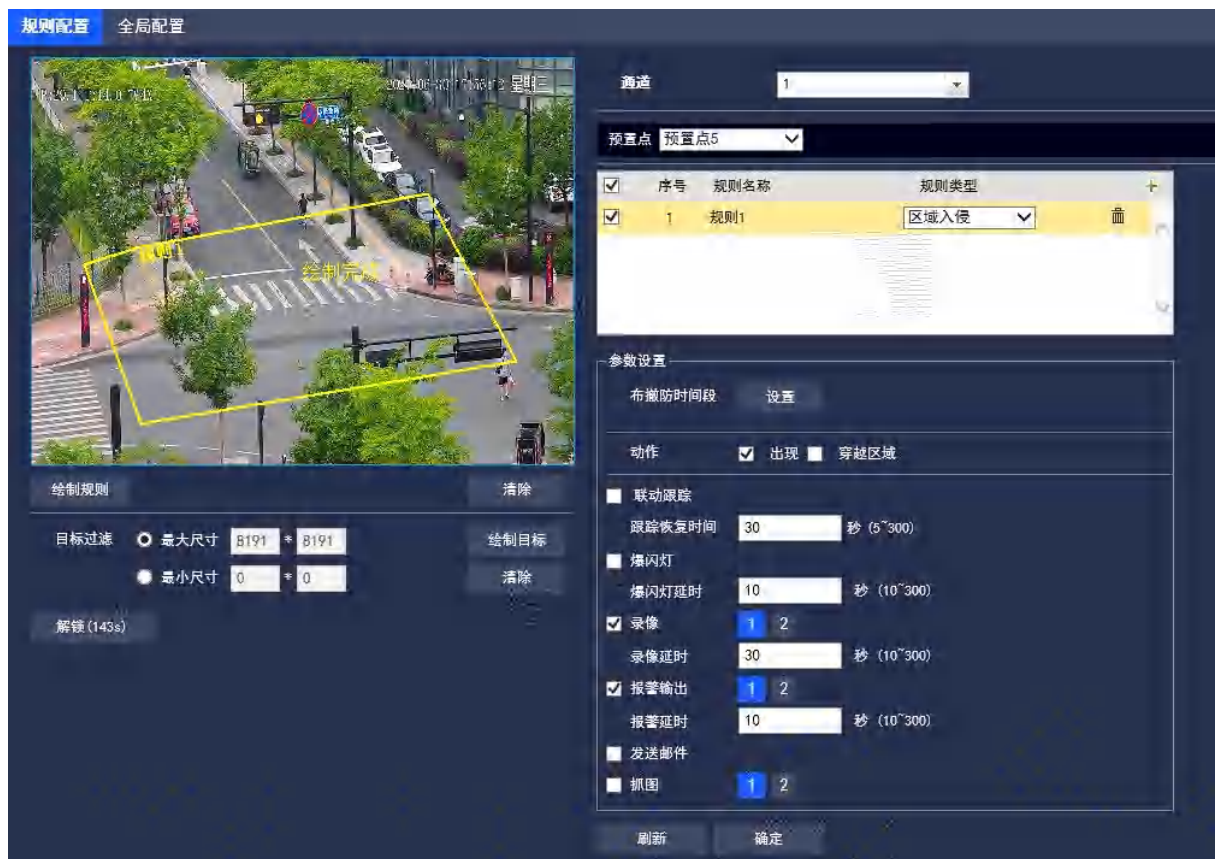 规则配置 全局配置
星期三
绘制完成
绘制规则 清除
目标过滤 最大尺寸 8191 * 8191 绘制目标
最小尺寸 0 * 0 清除
解锁(143s)
通道 1
预置点 预置点5
序号 规则名称 规则类型 +
1 规则1 区域入侵
参数设置
布撤防时间段 设置
动作 出现 穿越区域
联动跟踪
跟踪恢复时间 30 秒 (5~300)
爆闪灯
爆闪灯延时 10 秒 (10~300)
录像 1 2
录像延时 30 秒 (10~300)
报警输出 1 2
报警延时 10 秒 (10~300)
发送邮件
抓图 1 2
刷新 确定